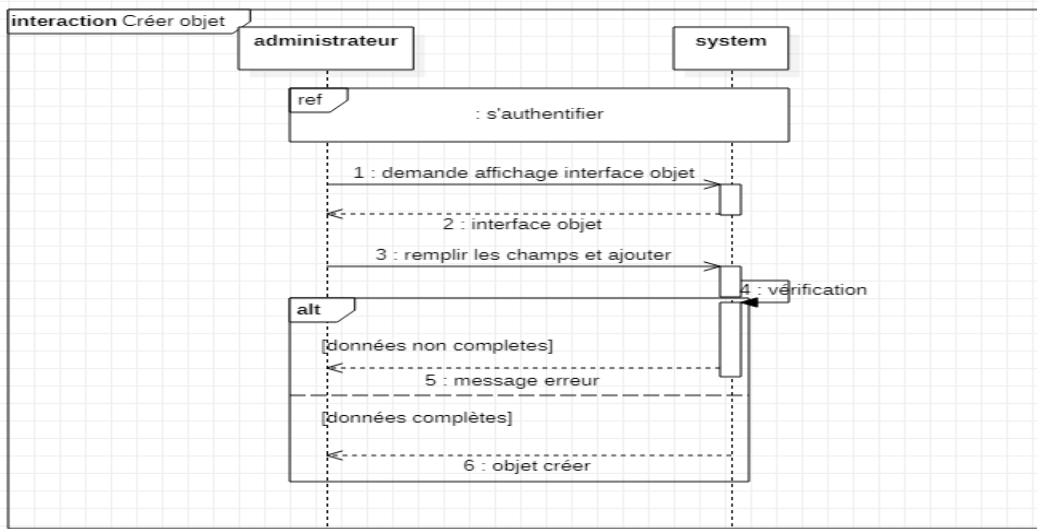 interaction Créer objet
administrateur
system
ref
: s'authentifier
1 : demande affichage interface objet
2 : interface objet
3 : remplir les champs et ajouter
4 : vérification
alt
[données non completes]
5 : message erreur
[données complètes]
6 : objet créer